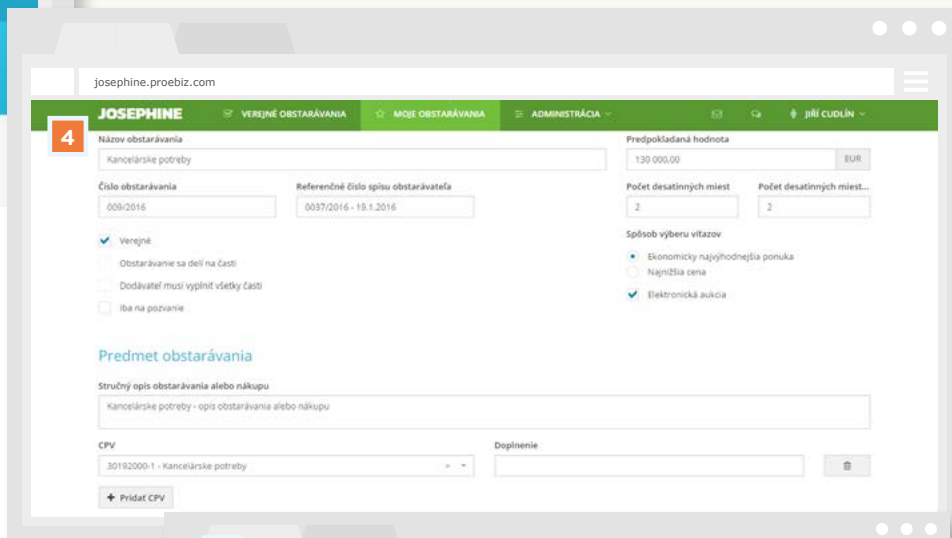 josephine.proebiz.com
JOSEPHINE VEREJNÉ OBSTARÁVANIA MOJE OBSTARÁVANIA ADMINISTRÁCIA JIŘÍ CUDLÍN
4
Názov obstarávania Predpokladaná hodnota
Kancelárske potreby 130 000,00 EUR
Číslo obstarávania Referenčné číslo spisu obstarávateľa Počet desatinných miest Počet desatinných miest...
009/2016 0037/2016 - 19.1.2016 2 2
Verejné Spôsob výberu víťazov
Obstarávanie sa delí na časti Ekonomicky najvýhodnejšia ponuka
Dodávateľ musí vyplniť všetky časti Najnižšia cena
Iba na pozvanie Elektronická aukcia
Predmet obstarávania
Stručný opis obstarávania alebo nákupu
Kancelárske potreby - opis obstarávania alebo nákupu
CPV Doplnenie
30192000-1 - Kancelárske potreby
+ Pridať CPV